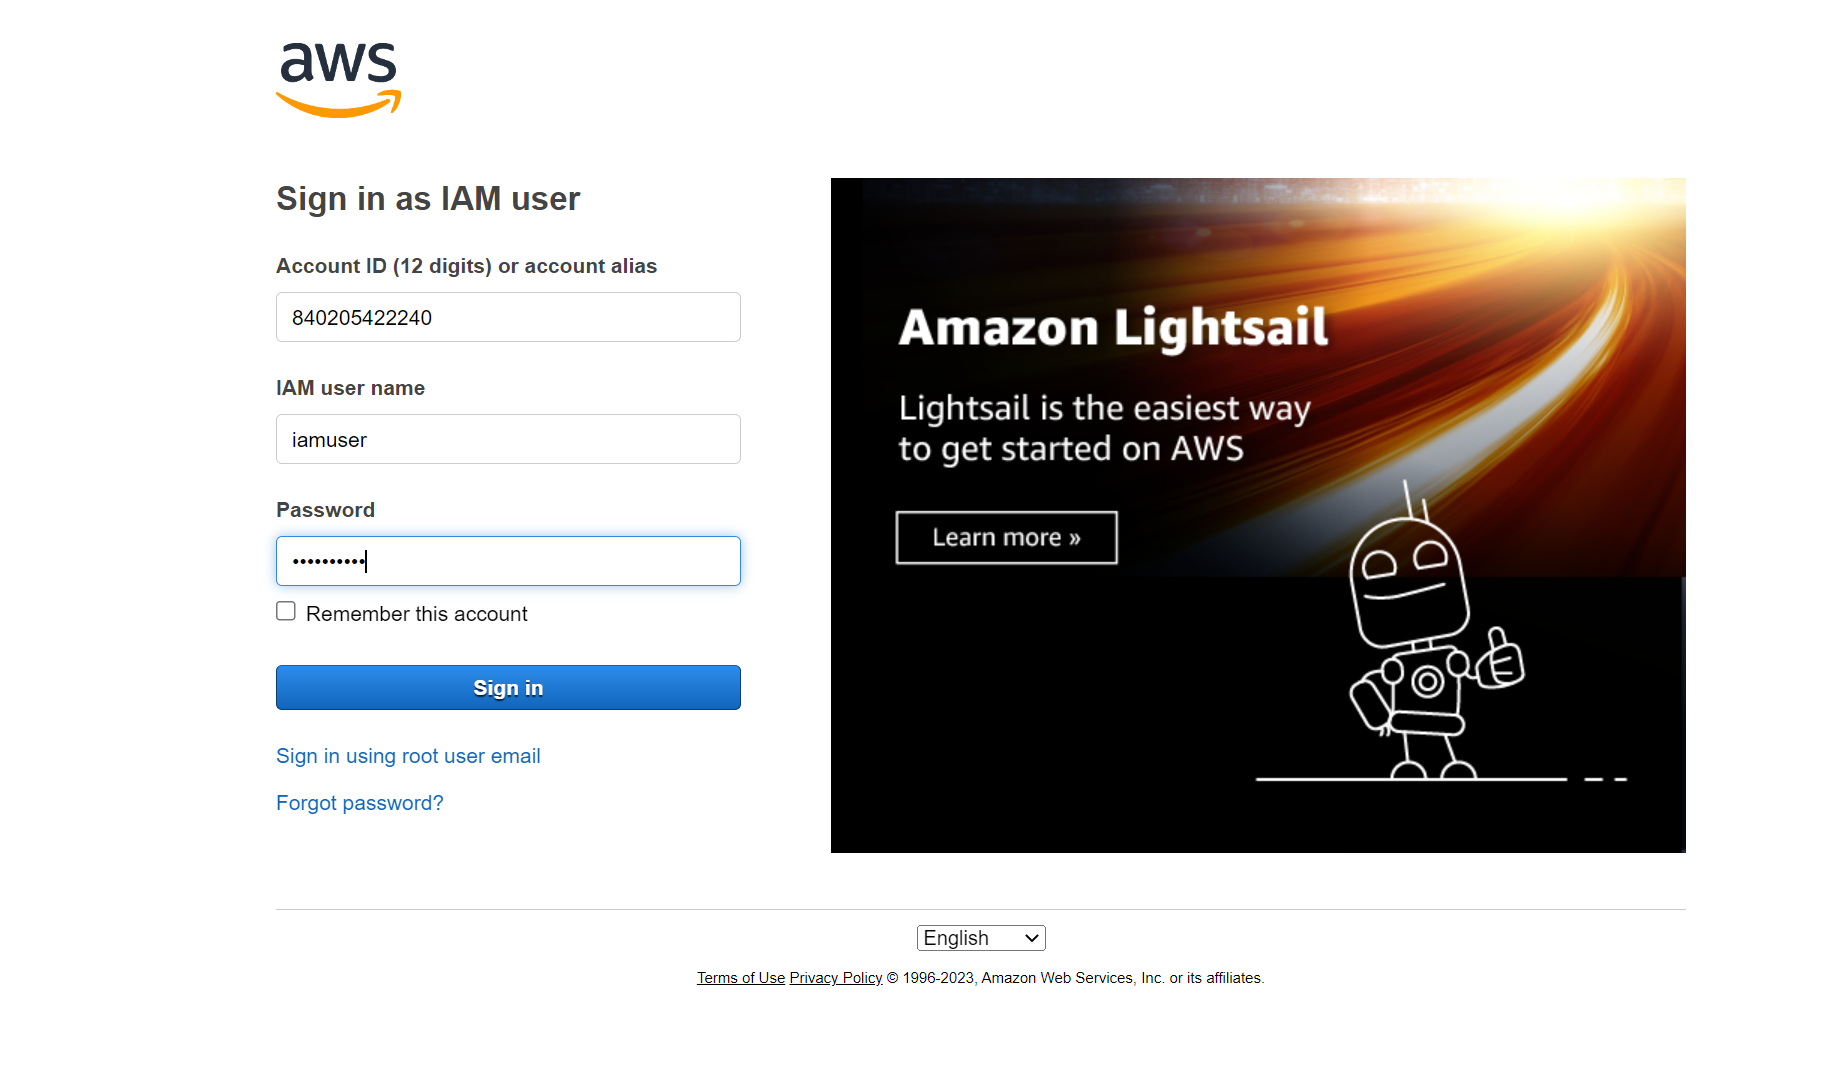 aws
Sign in as IAM user
Account ID (12 digits) or account alias
840205422240
IAM user name
iamuser
Password
••••••••••
Remember this account
Sign in
Sign in using root user email
Forgot password?
Amazon Lightsail
Lightsail is the easiest way
to get started on AWS
Learn more »
English
Terms of Use Privacy Policy © 1996-2023, Amazon Web Services, Inc. or its affiliates.